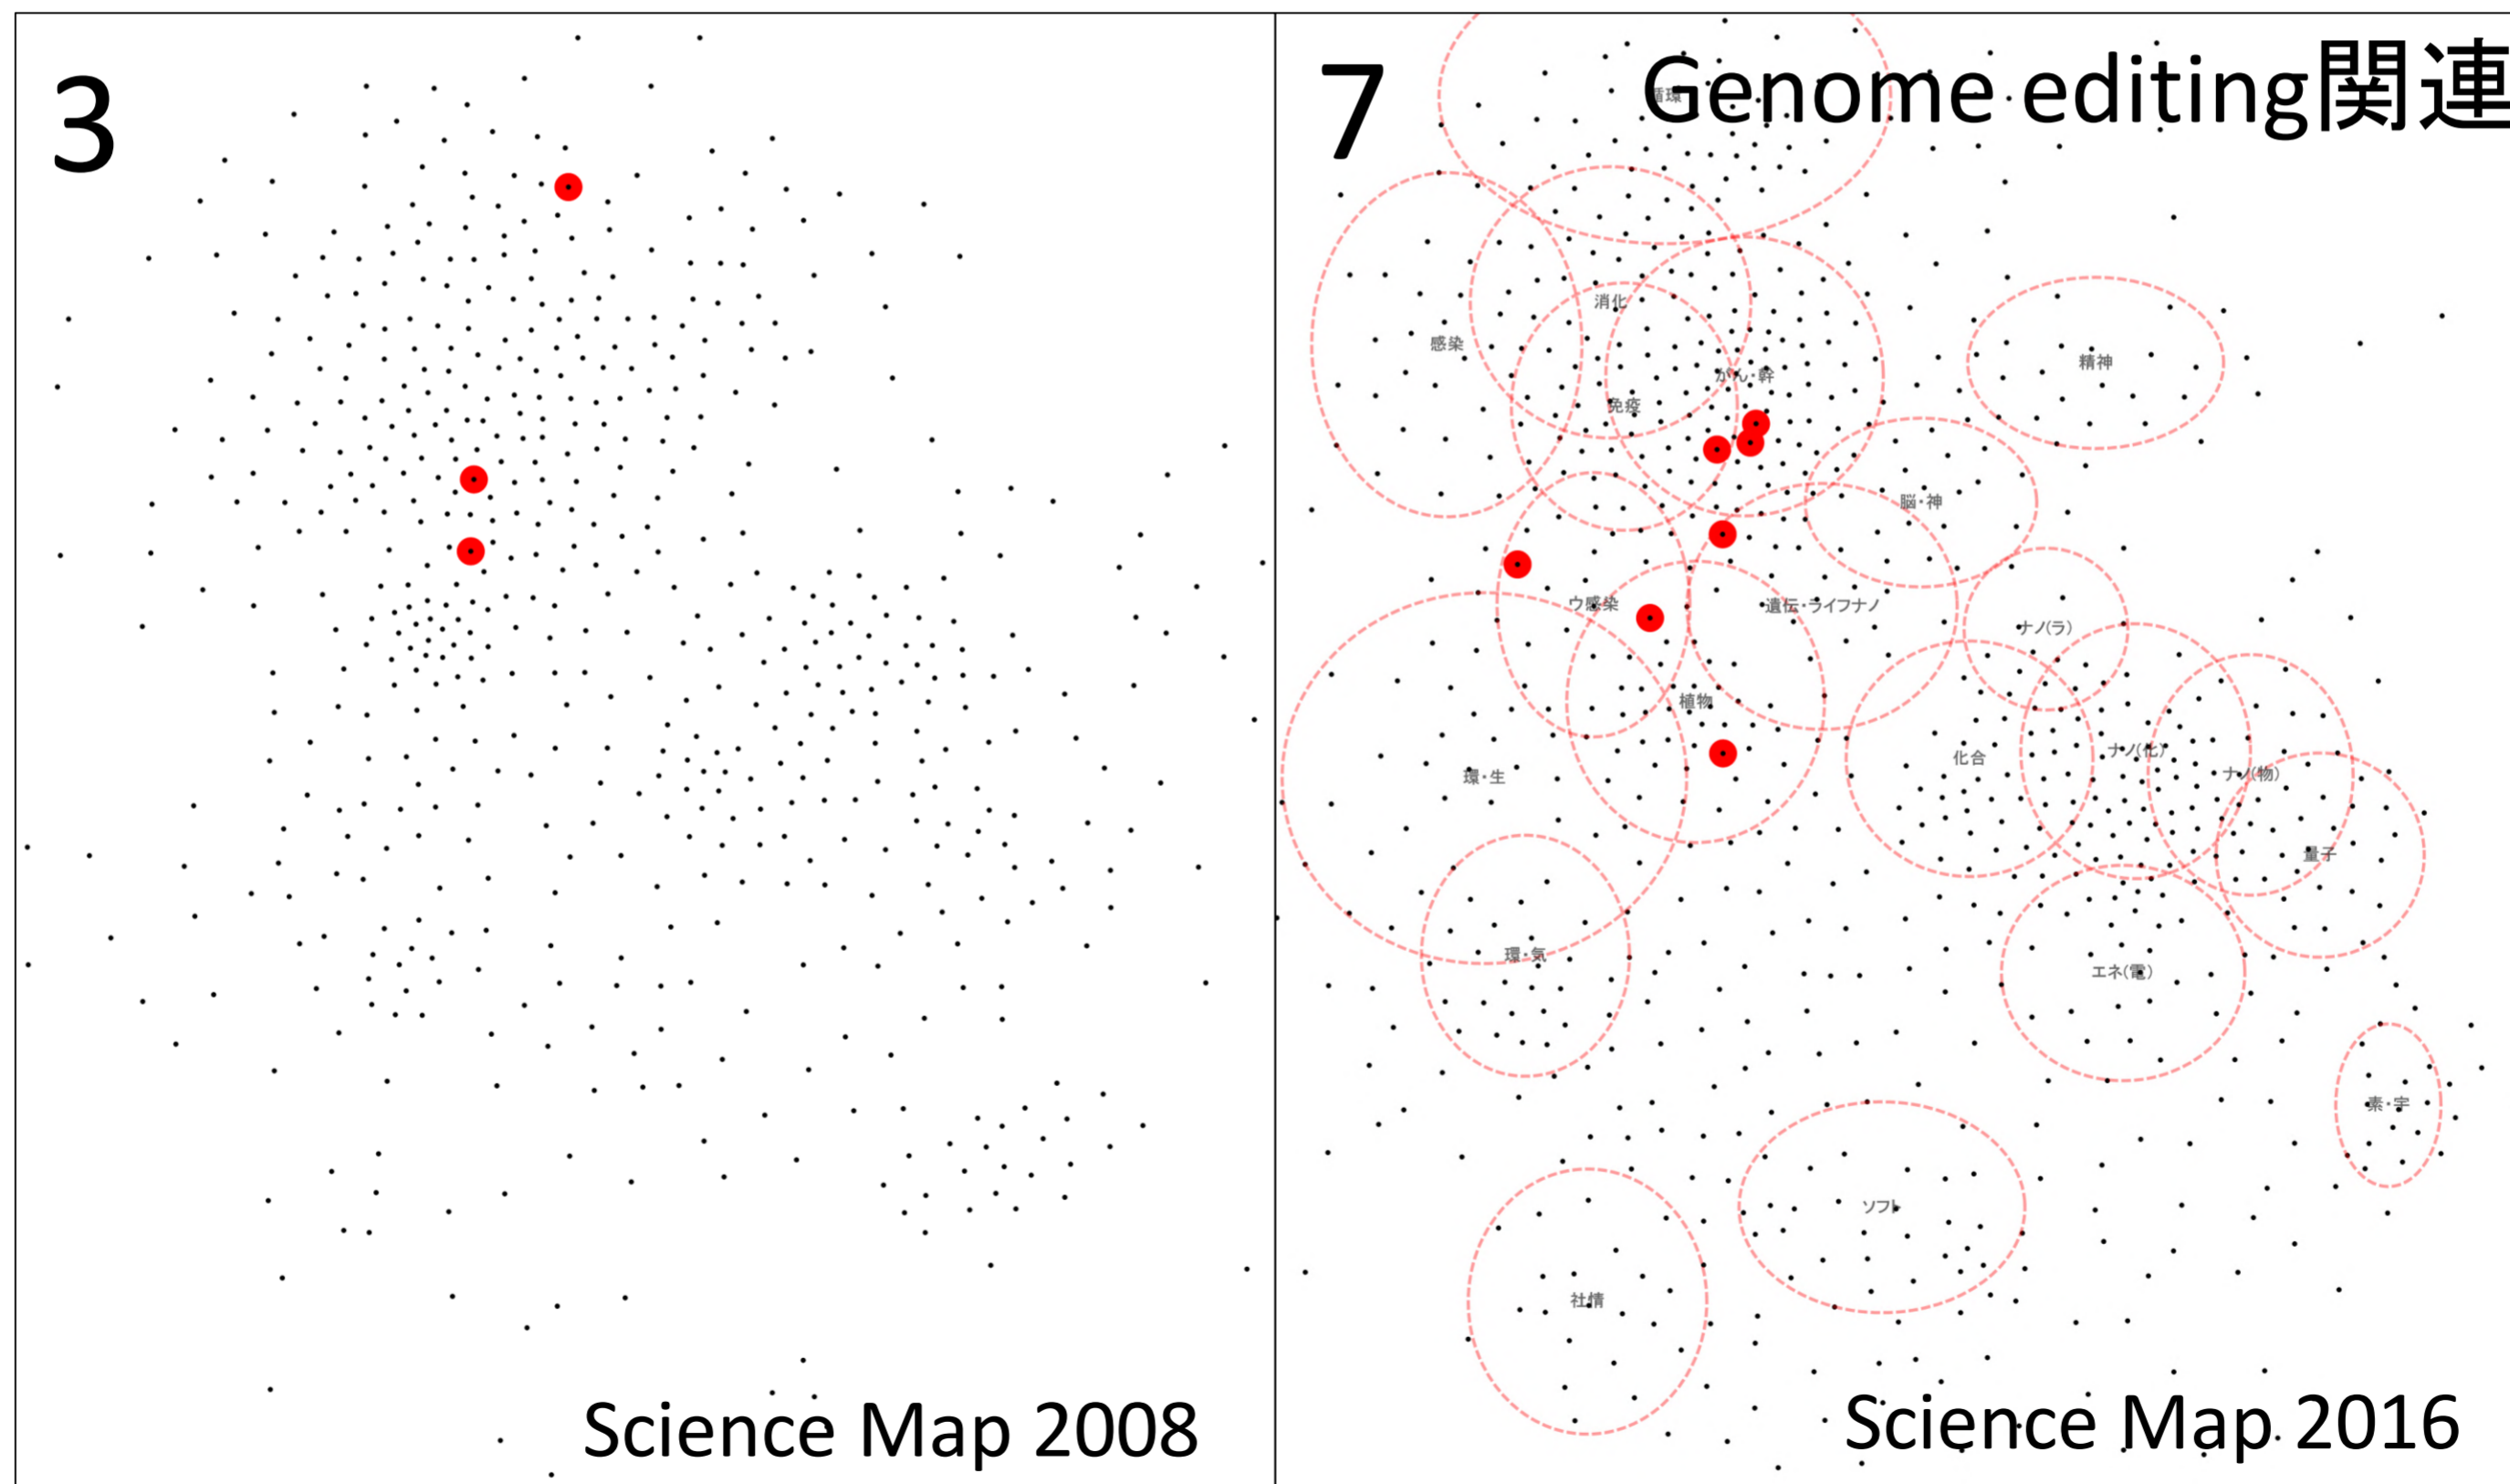 3
Science Map 2008
7
Genome editing関連
循環
消化
感染
がん・幹
免疫
精神
脳・神
ウ感染
遺伝・ライフナノ
ナノ(ラ)
植物
化合
ナノ(化)
ナノ(物)
環・生
量子
環・気
エネ(電)
素・宇
ソフト
社情
Science Map 2016